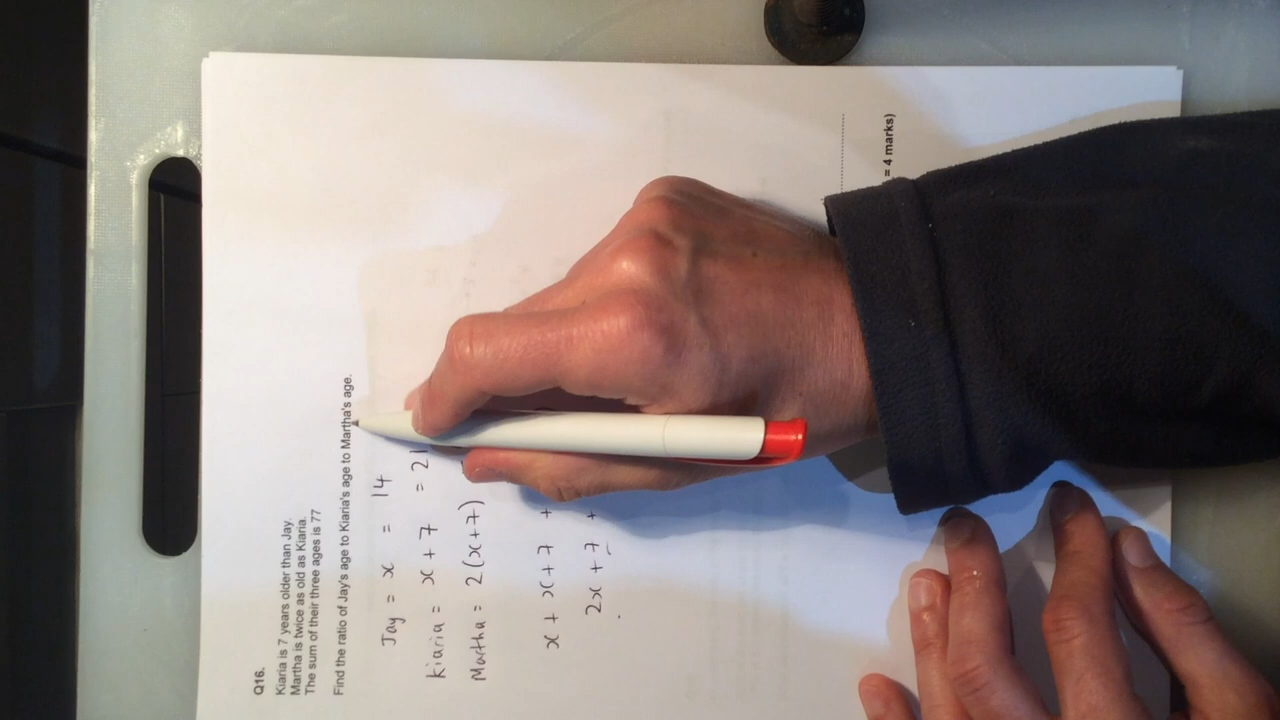 Q16.
Kiaria is 7 years older than Jay.
Martha is twice as old as Kiaria.
The sum of their three ages is 77
Find the ratio of Jay's age to Kiaria's age to Martha's age.
Jay = x = 14
Kiaria = x + 7 = 21
Martha = 2(x+7)
x + x+7 +
2x + 7 +
= 4 marks)